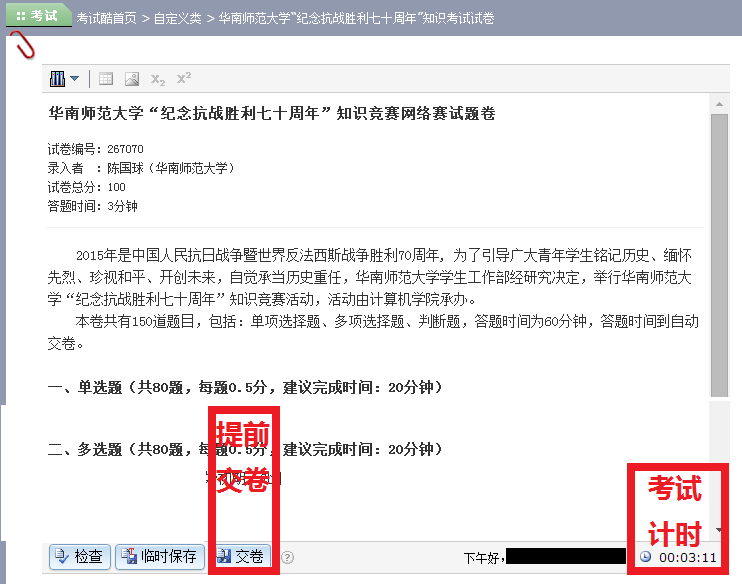 考试
考试酷首页 > 自定义类 > 华南师范大学“纪念抗战胜利七十周年”知识考试试卷
华南师范大学“纪念抗战胜利七十周年”知识竞赛网络赛试题卷
试卷编号：267070
录入者 ：陈国球（华南师范大学）
试卷总分：100
答题时间：3分钟
2015年是中国人民抗日战争暨世界反法西斯战争胜利70周年，为了引导广大青年学生铭记历史、缅怀
先烈、珍视和平、开创未来，自觉承当历史重任，华南师范大学学生工作部经研究决定，举行华南师范大
学“纪念抗战胜利七十周年”知识竞赛活动，活动由计算机学院承办。
本卷共有150道题目，包括：单项选择题、多项选择题、判断题，答题时间为60分钟，答题时间到自动
交卷。
一、单选题（共80题，每题0.5分，建议完成时间：20分钟）
二、多选题（共80题，每题0.5分，建议完成时间：20分钟）
提前
交卷
考试
计时
检查
临时保存
交卷
下午好，
00:03:11